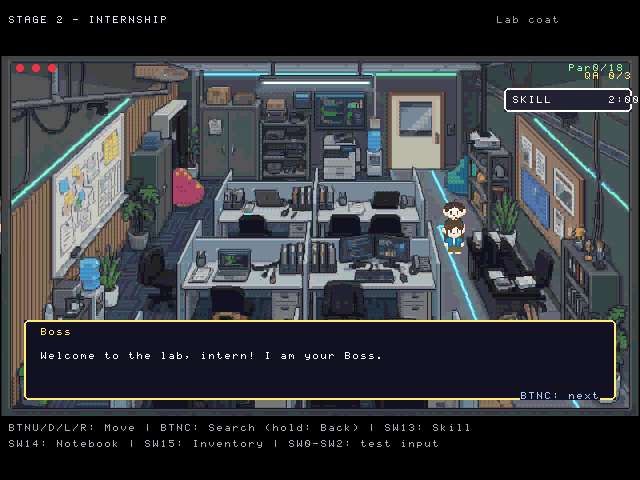 STAGE 2 - INTERNSHIP
Lab coat
Par0/18
QA 0/3
SKILL 2:00
Boss
Welcome to the lab, intern! I am your Boss.
BTNC: next
BTNU/D/L/R: Move | BTNC: Search (hold: Back) | SW13: Skill
SW14: Notebook | SW15: Inventory | SW0-SW2: test input